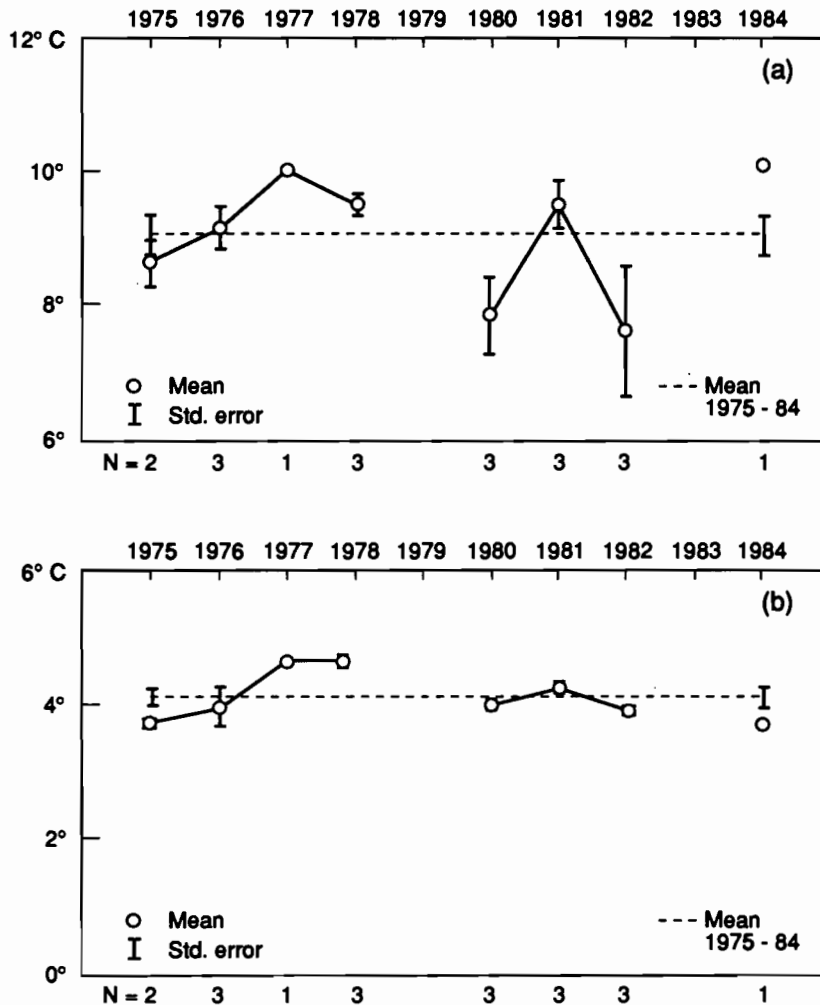 1975 1976 1977 1978 1979 1980 1981 1982 1983 1984
12° C
(a)
10°
8°
Mean
Mean
Std. error
1975 - 84
6°
N = 2 3 1 3 3 3 3 1
1975 1976 1977 1978 1979 1980 1981 1982 1983 1984
6° C
(b)
4°
2°
Mean
Mean
Std. error
1975 - 84
0°
N = 2 3 1 3 3 3 3 1